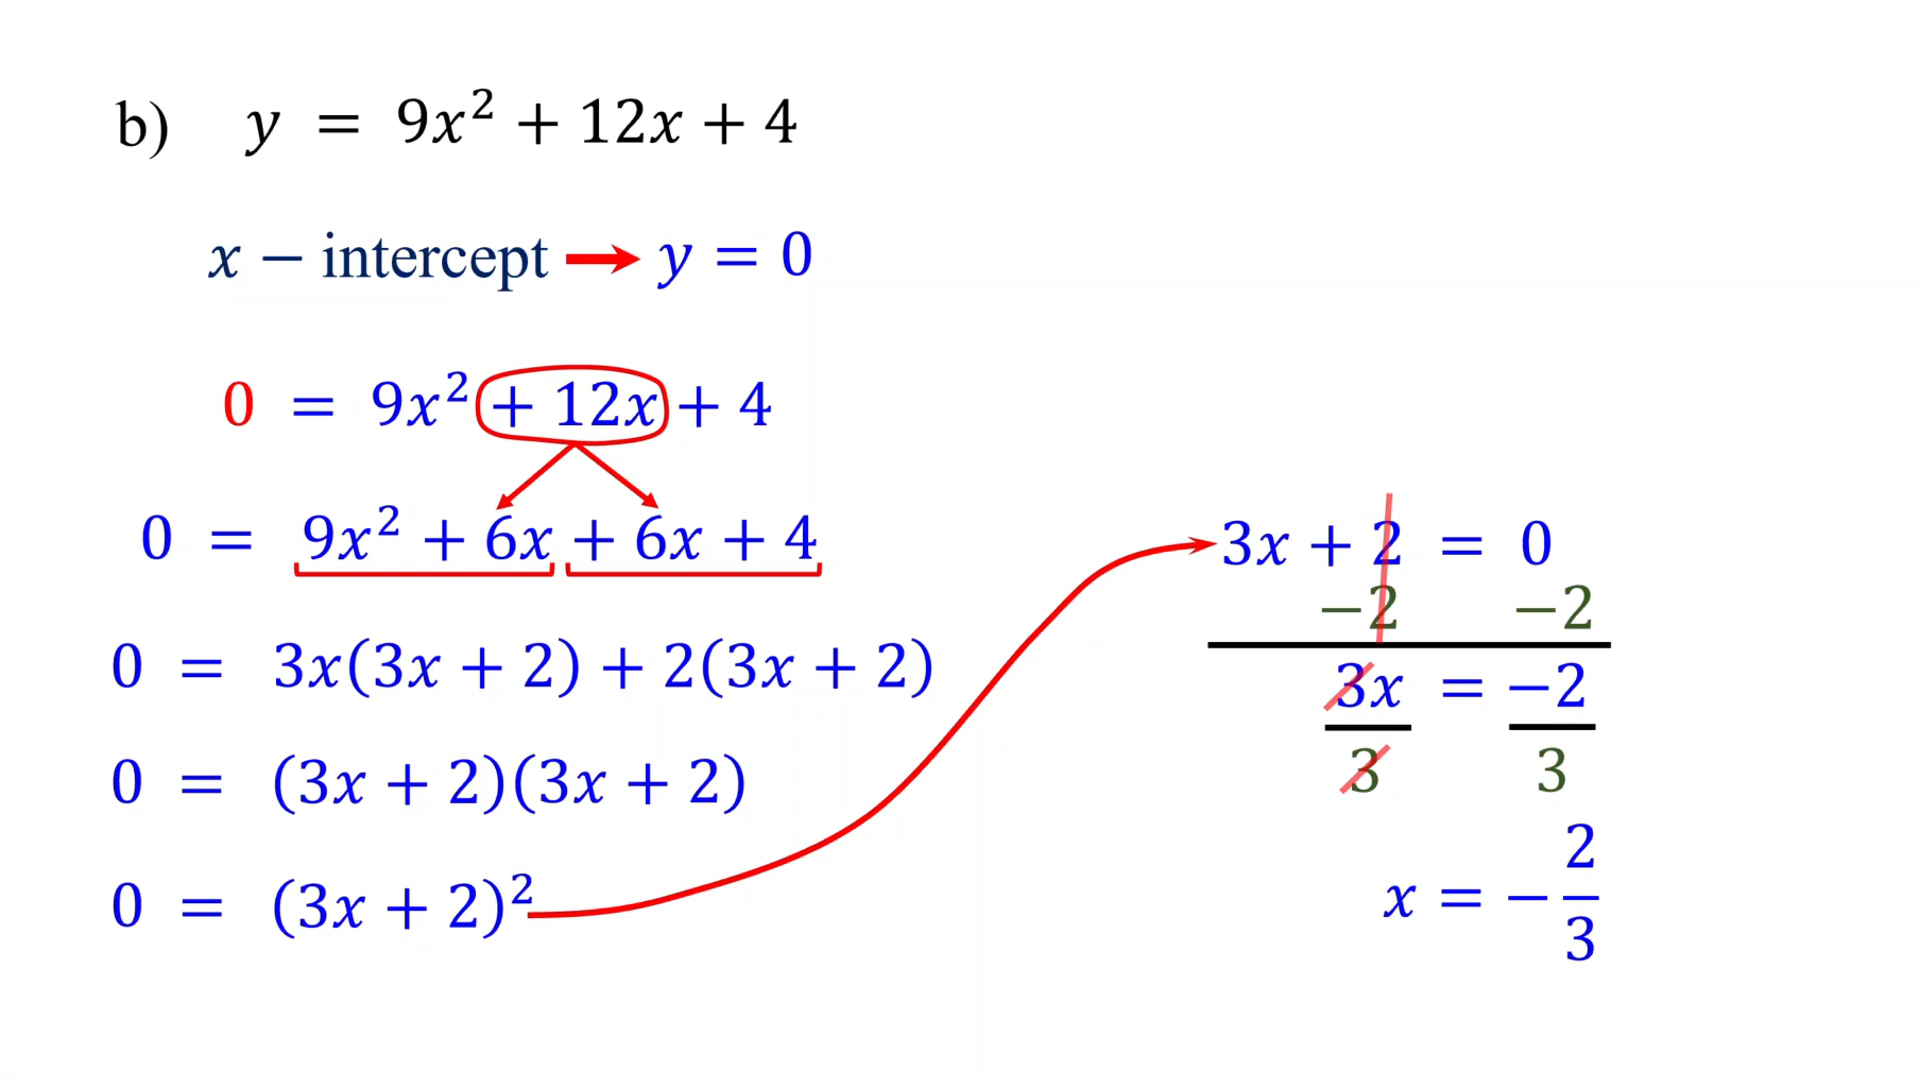 b) y = 9x² + 12x + 4
x − intercept → y = 0
0 = 9x² + 12x + 4
0 = 9x² + 6x + 6x + 4
0 = 3x(3x + 2) + 2(3x + 2)
0 = (3x + 2)(3x + 2)
0 = (3x + 2)²
3x + 2 = 0
−2 −2
3x = −2
3 3
x = − 2/3